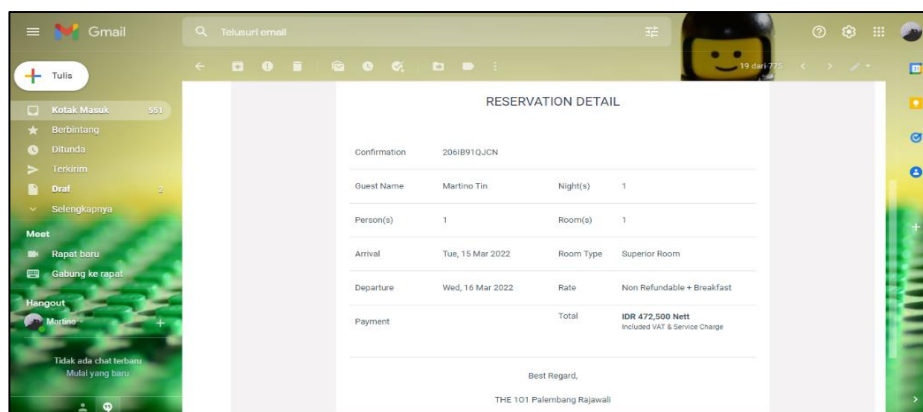 Gmail
Telusuri email
Tulis
19 dari 775
Kotak Masuk 551
Berbintang
Ditunda
Terkirim
Draf 2
Selengkapnya
Meet
Rapat baru
Gabung ke rapat
Hangout
Martino
Tidak ada chat terbaru
Mulai yang baru
RESERVATION DETAIL
Confirmation 206IB91QJCN
Guest Name Martino Tin Night(s) 1
Person(s) 1 Room(s) 1
Arrival Tue, 15 Mar 2022 Room Type Superior Room
Departure Wed, 16 Mar 2022 Rate Non Refundable + Breakfast
Payment Total IDR 472,500 Nett
Included VAT & Service Charge
Best Regard,
THE 1O1 Palembang Rajawali